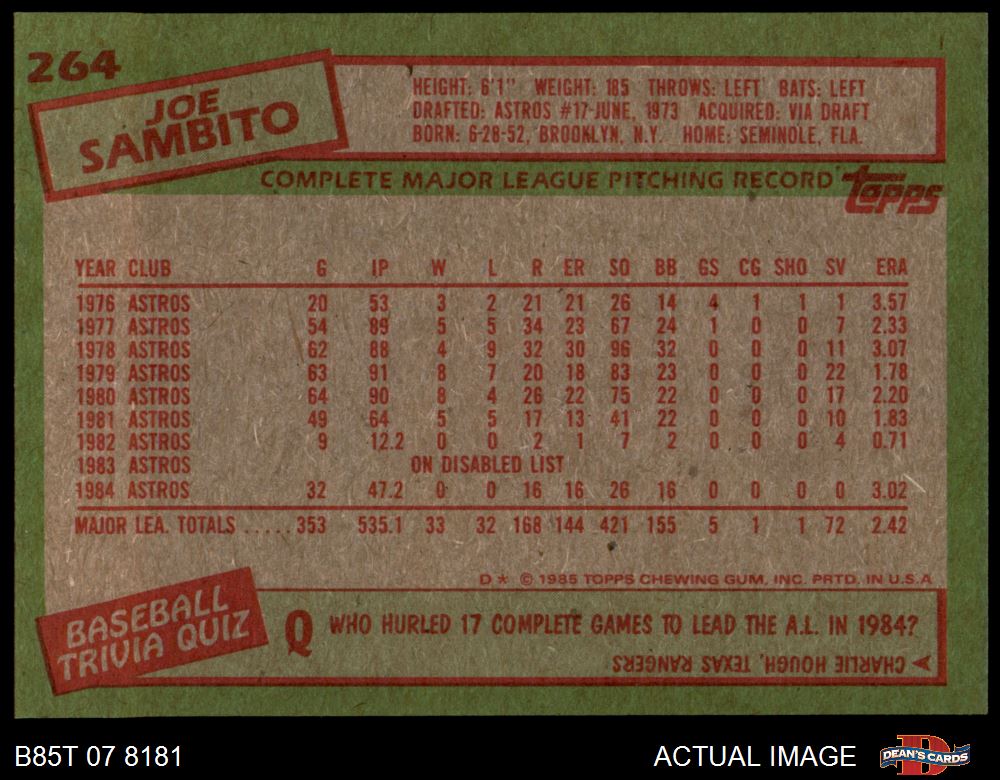 264
JOE
SAMBITO
HEIGHT: 6'1" WEIGHT: 185 THROWS: LEFT BATS: LEFT
DRAFTED: ASTROS #17-JUNE, 1973 ACQUIRED: VIA DRAFT
BORN: 6-28-52, BROOKLYN, N.Y. HOME: SEMINOLE, FLA.
COMPLETE MAJOR LEAGUE PITCHING RECORD
TOPPS
YEAR CLUB G IP W L R ER SO BB GS CG SHO SV ERA
1976 ASTROS 20 53 3 2 21 21 26 14 4 1 1 1 3.57
1977 ASTROS 54 89 5 5 34 23 67 24 1 0 0 7 2.33
1978 ASTROS 62 88 4 9 32 30 96 32 0 0 0 11 3.07
1979 ASTROS 63 91 8 7 20 18 83 23 0 0 0 22 1.78
1980 ASTROS 64 90 8 4 26 22 75 22 0 0 0 17 2.20
1981 ASTROS 49 64 5 5 17 13 41 22 0 0 0 10 1.83
1982 ASTROS 9 12.2 0 0 2 1 7 2 0 0 0 4 0.71
1983 ASTROS ON DISABLED LIST
1984 ASTROS 32 47.2 0 0 16 16 26 16 0 0 0 0 3.02
MAJOR LEA. TOTALS ..... 353 535.1 33 32 168 144 421 155 5 1 1 72 2.42
D* © 1985 TOPPS CHEWING GUM, INC. PRTD. IN U.S.A
BASEBALL
TRIVIA QUIZ
Q WHO HURLED 17 COMPLETE GAMES TO LEAD THE A.L. IN 1984?
CHARLIE HOUGH, TEXAS RANGERS
B85T 07 8181
ACTUAL IMAGE
DEAN'S CARDS